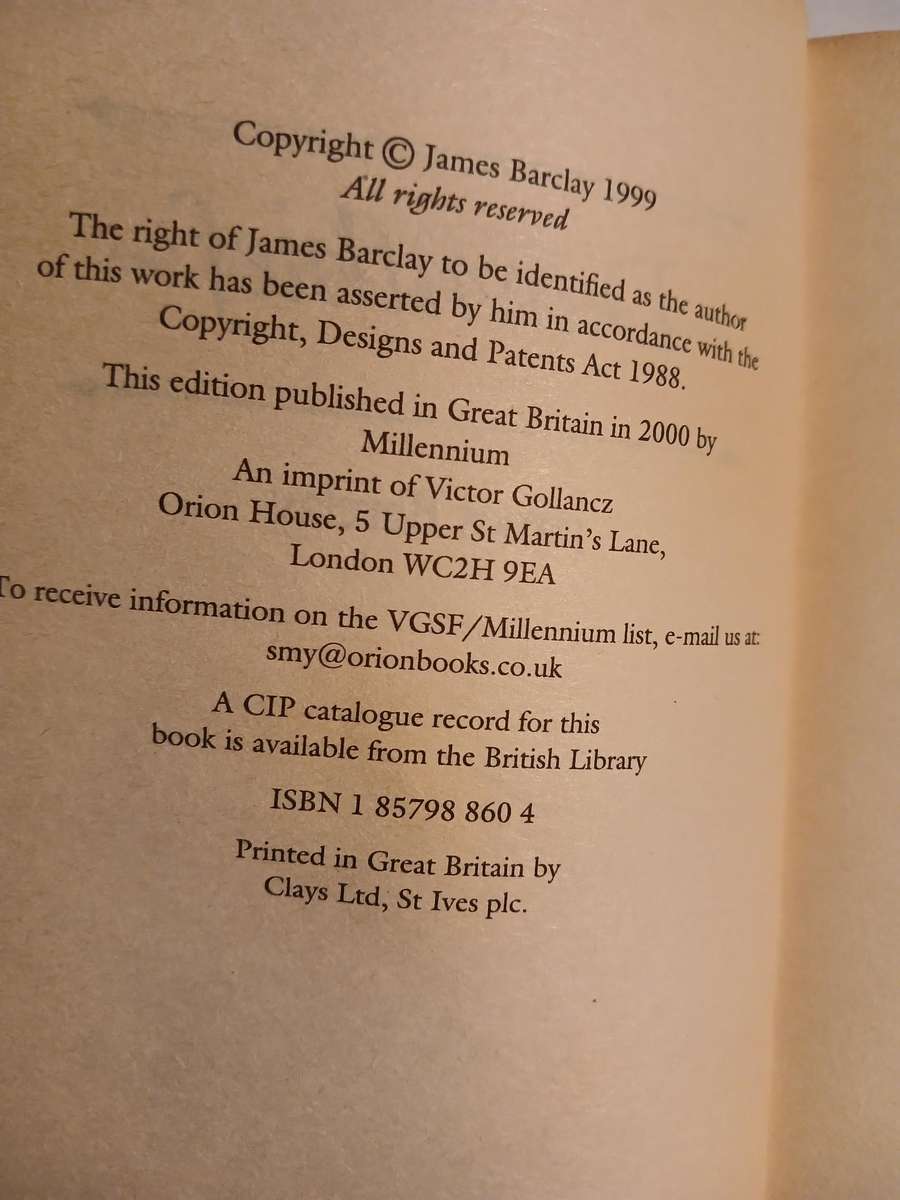 Copyright © James Barclay 1999
All rights reserved
The right of James Barclay to be identified as the author
of this work has been asserted by him in accordance with the
Copyright, Designs and Patents Act 1988.
This edition published in Great Britain in 2000 by
Millennium
An imprint of Victor Gollancz
Orion House, 5 Upper St Martin's Lane,
London WC2H 9EA
To receive information on the VGSF/Millennium list, e-mail us at:
smy@orionbooks.co.uk
A CIP catalogue record for this
book is available from the British Library
ISBN 1 85798 860 4
Printed in Great Britain by
Clays Ltd, St Ives plc.